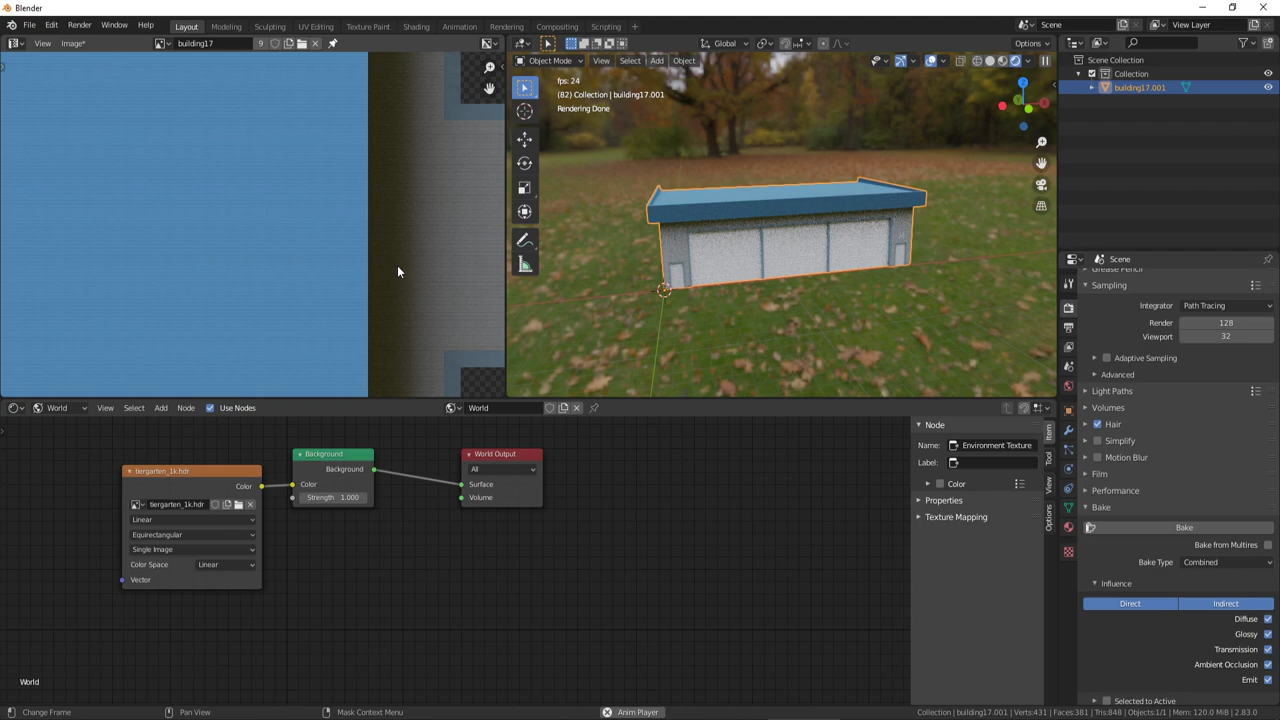 Blender
File Edit Render Window Help
Layout Modeling Sculpting UV Editing Texture Paint Shading Animation Rendering Compositing Scripting +
Scene
View Layer
View Image*
building17 9
Global
Options
Object Mode View Select Add Object
fps: 24
(82) Collection | building17.001
Rendering Done
Scene Collection
Collection
building17.001
Scene
Grease Pencil
Sampling
Integrator Path Tracing
Render 128
Viewport 32
Adaptive Sampling
Advanced
Light Paths
Volumes
Hair
Simplify
Motion Blur
Film
Performance
Bake
Bake
Bake from Multires
Bake Type Combined
Influence
Direct Indirect
Diffuse
Glossy
Transmission
Ambient Occlusion
Emit
Selected to Active
World View Select Add Node Use Nodes
World
tiergarten_1k.hdr
Color
tiergarten_1k.hdr
Linear
Equirectangular
Single Image
Color Space Linear
Vector
Background
Background
Color
Strength 1.000
World Output
All
Surface
Volume
Node
Name: Environment Texture
Label:
Color
Properties
Texture Mapping
Item
Tool
View
Options
World
Change Frame
Pan View
Mask Context Menu
Anim Player
Collection | building17.001 | Verts:431 | Faces:381 | Tris:848 | Objects:1/1 | Mem: 120.0 MiB | 2.83.0